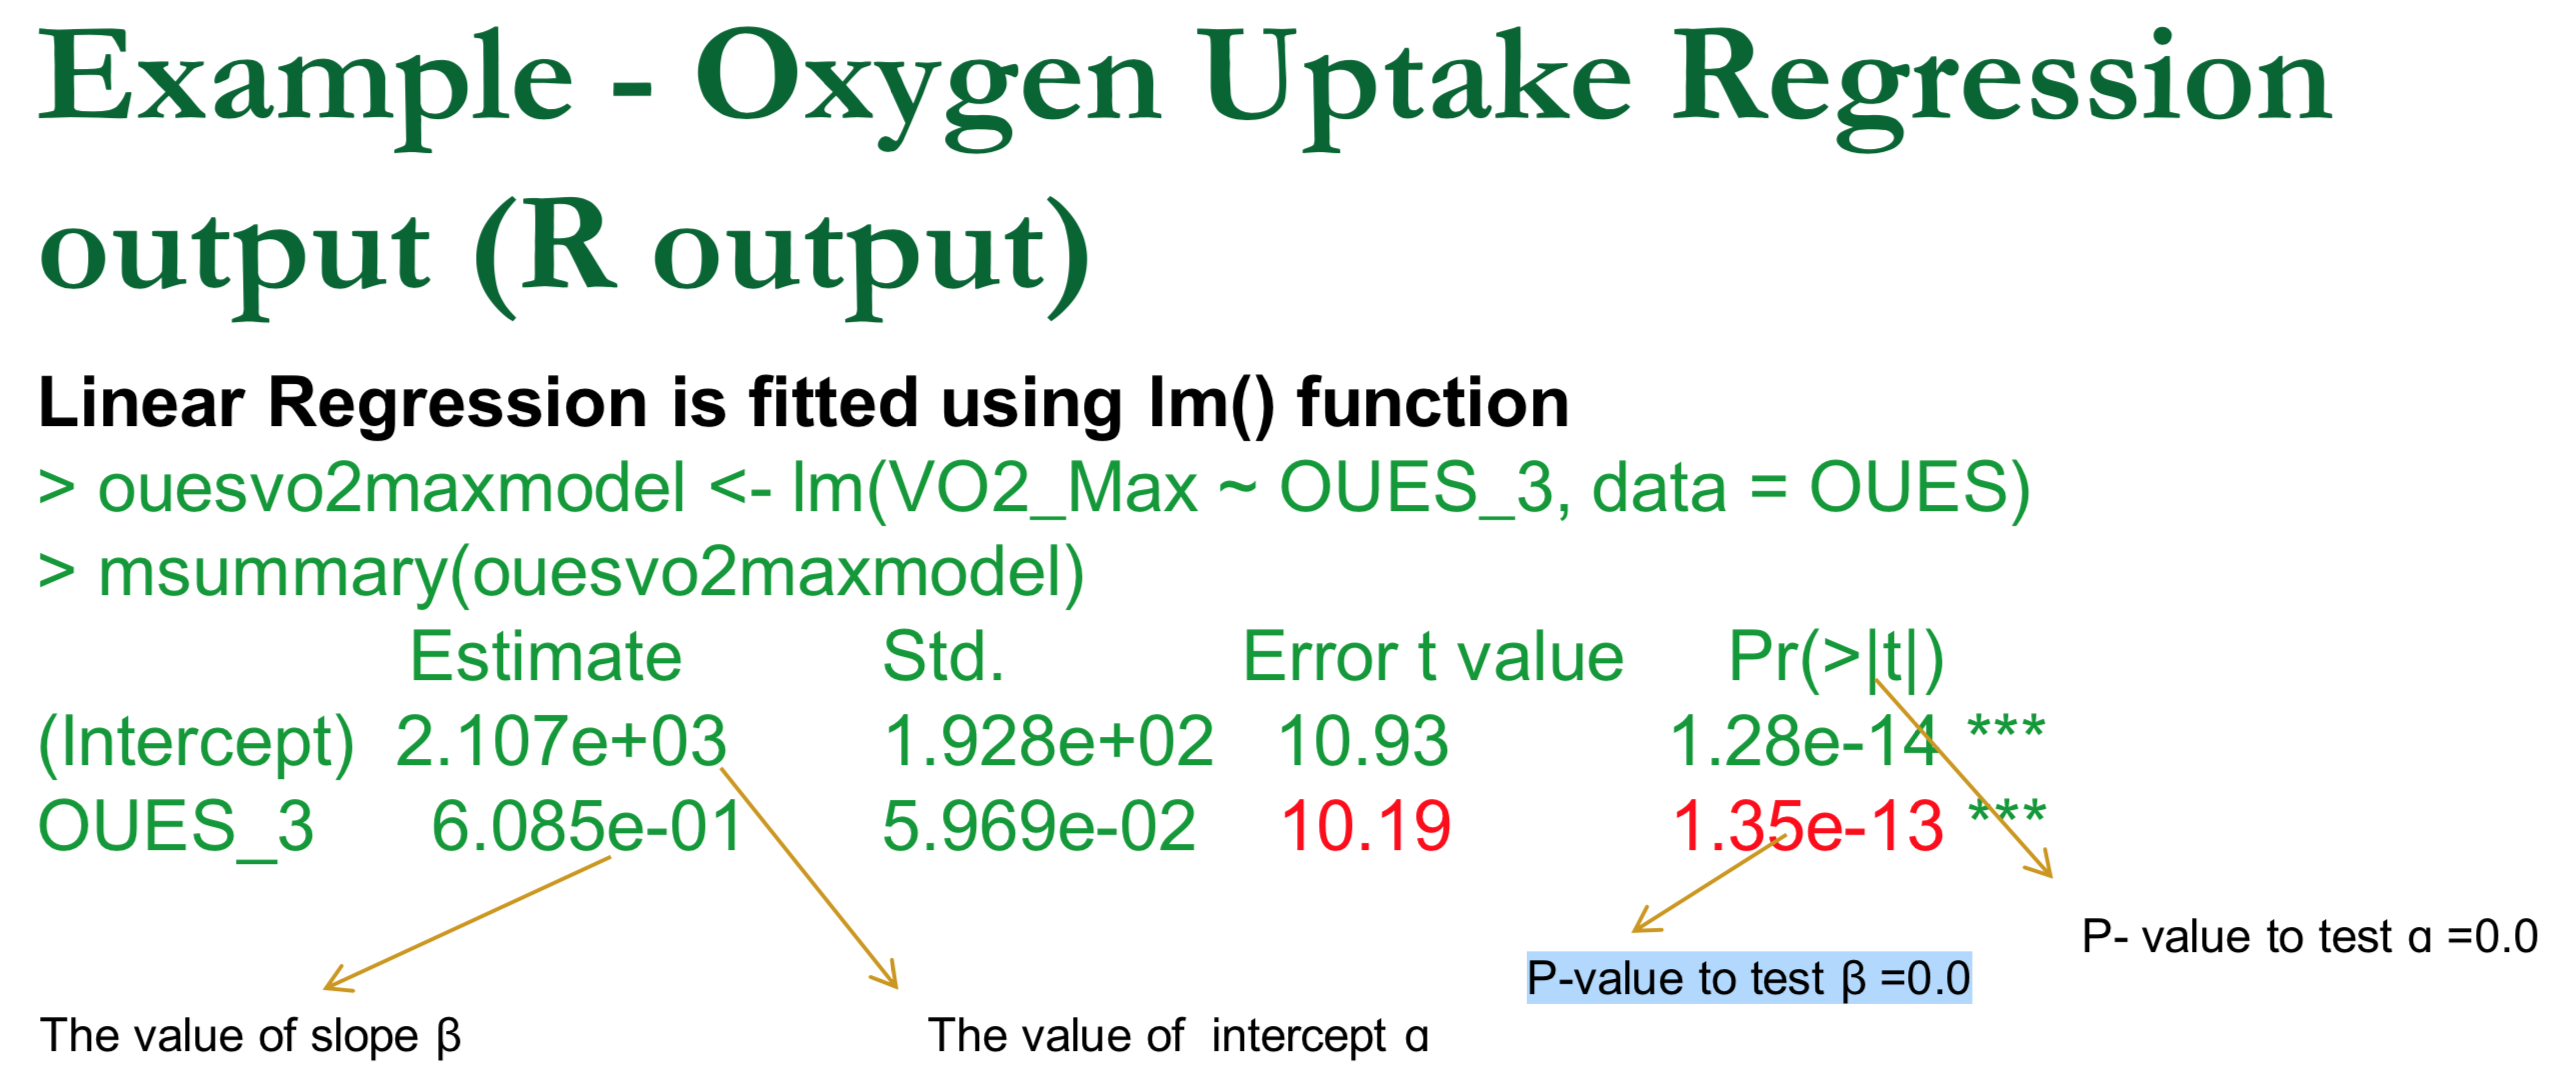 Example - Oxygen Uptake Regression
output (R output)
Linear Regression is fitted using lm() function
> ouesvo2maxmodel <- lm(VO2_Max ~ OUES_3, data = OUES)
> msummary(ouesvo2maxmodel)
Estimate Std. Error t value Pr(>|t|)
(Intercept) 2.107e+03 1.928e+02 10.93 1.28e-14 ***
OUES_3 6.085e-01 5.969e-02 10.19 1.35e-13 ***
P- value to test α =0.0
P-value to test β =0.0
The value of slope β
The value of intercept α